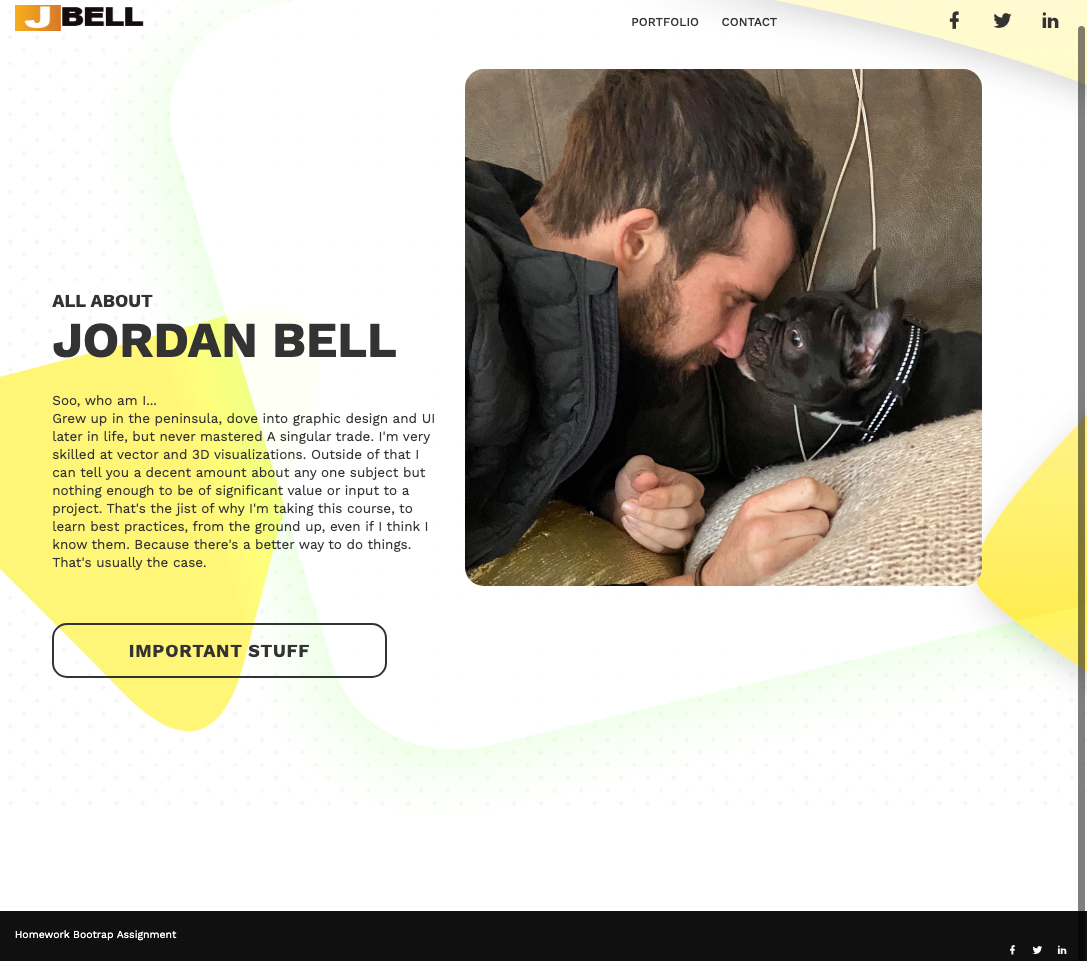 JBELL
PORTFOLIO CONTACT
ALL ABOUT
JORDAN BELL
Soo, who am I...
Grew up in the peninsula, dove into graphic design and UI
later in life, but never mastered A singular trade. I'm very
skilled at vector and 3D visualizations. Outside of that I
can tell you a decent amount about any one subject but
nothing enough to be of significant value or input to a
project. That's the jist of why I'm taking this course, to
learn best practices, from the ground up, even if I think I
know them. Because there's a better way to do things.
That's usually the case.
IMPORTANT STUFF
Homework Bootrap Assignment